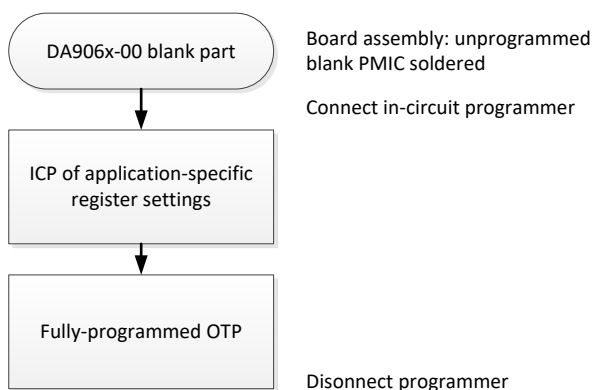 DA906x-00 blank part
Board assembly: unprogrammed
blank PMIC soldered
Connect in-circuit programmer
ICP of application-specific
register settings
Fully-programmed OTP
Disonnect programmer